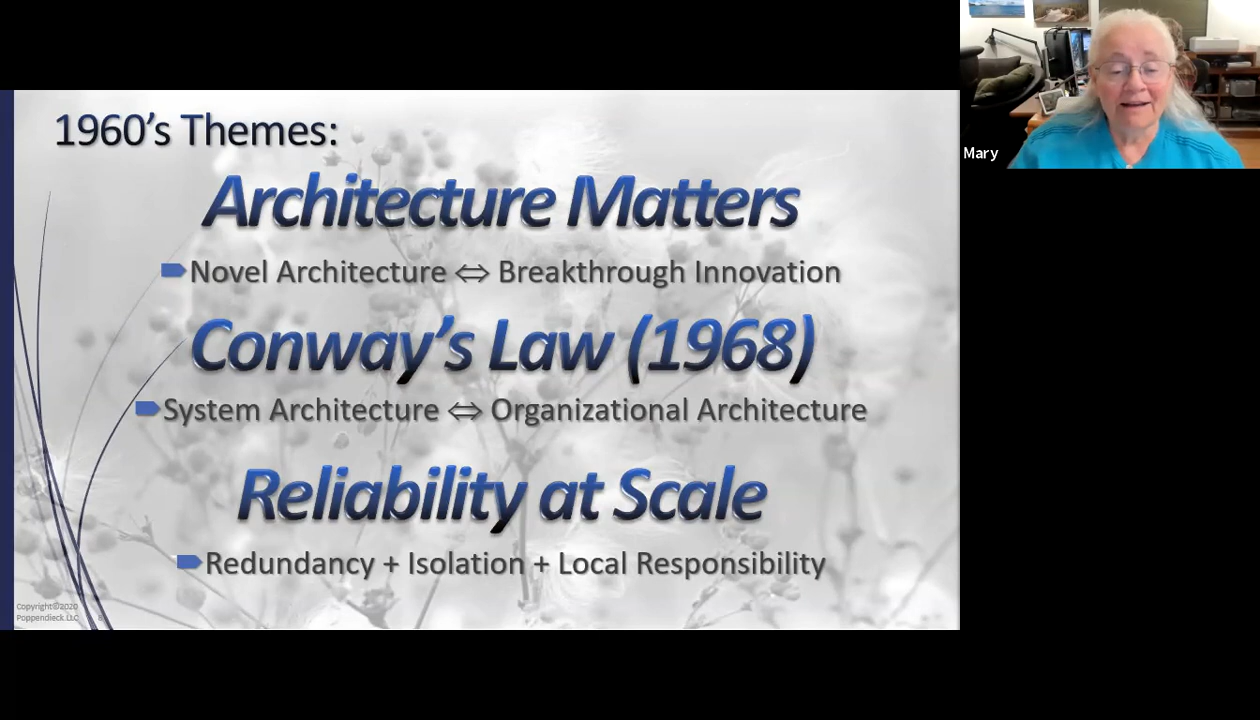 1960's Themes:
Architecture Matters
Novel Architecture ⇔ Breakthrough Innovation
Conway's Law (1968)
System Architecture ⇔ Organizational Architecture
Reliability at Scale
Redundancy + Isolation + Local Responsibility
Copyright©2020
Poppendieck.LLC
Mary